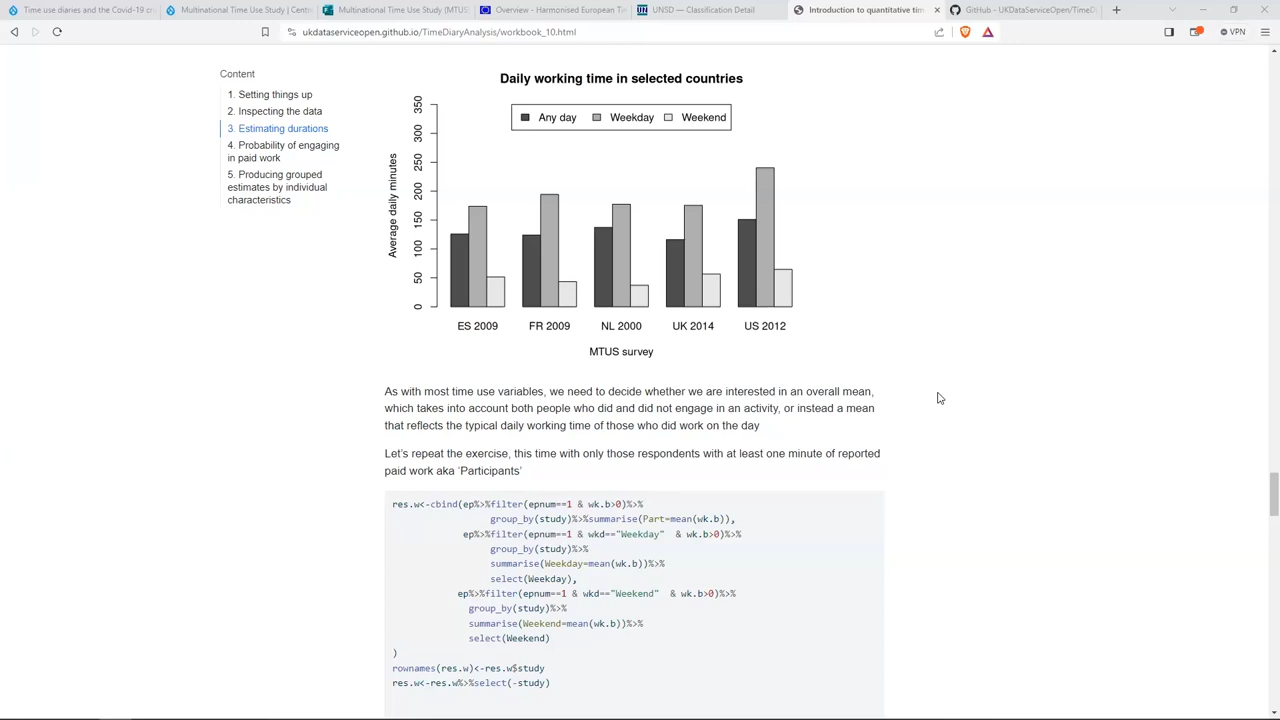 Time use diaries and the Covid-19 cr
Multinational Time Use Study | Centr
Multinational Time Use Study (MTUS
Overview - Harmonised European Ti
UNSD — Classification Detail
Introduction to quantitative tim
GitHub - UKDataServiceOpen/TimeDi
ukdataserviceopen.github.io/TimeDiaryAnalysis/workbook_10.html
VPN
Content
1. Setting things up
2. Inspecting the data
3. Estimating durations
4. Probability of engaging
in paid work
5. Producing grouped
estimates by individual
characteristics
Daily working time in selected countries
Any day Weekday Weekend
Average daily minutes
350
300
250
200
150
100
50
0
ES 2009 FR 2009 NL 2000 UK 2014 US 2012
MTUS survey
As with most time use variables, we need to decide whether we are interested in an overall mean,
which takes into account both people who did and did not engage in an activity, or instead a mean
that reflects the typical daily working time of those who did work on the day
Let’s repeat the exercise, this time with only those respondents with at least one minute of reported
paid work aka ‘Participants’
res.w<-cbind(ep%>%filter(epnum==1 & wk.b>0)%>%
group_by(study)%>%summarise(Part=mean(wk.b)),
ep%>%filter(epnum==1 & wkd=="Weekday" & wk.b>0)%>%
group_by(study)%>%
summarise(Weekday=mean(wk.b))%>%
select(Weekday),
ep%>%filter(epnum==1 & wkd=="Weekend" & wk.b>0)%>%
group_by(study)%>%
summarise(Weekend=mean(wk.b))%>%
select(Weekend)
)
rownames(res.w)<-res.w$study
res.w<-res.w%>%select(-study)